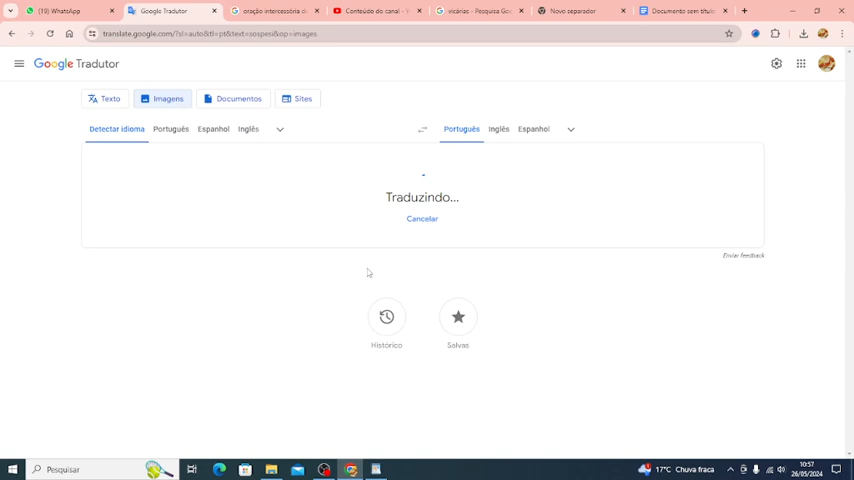 (19) WhatsApp
Google Tradutor
oração intercessória d
Conteúdo do canal - Y
vicárias - Pesquisa Goo
Novo separador
Documento sem título
translate.google.com/?sl=auto&tl=pt&text=sospesi&op=images
Google Tradutor
Texto
Imagens
Documentos
Sites
Detectar idioma
Português
Espanhol
Inglês
Português
Inglês
Espanhol
Traduzindo...
Cancelar
Enviar feedback
Histórico
Salvas
Pesquisar
17°C Chuva fraca
10:57
26/05/2024